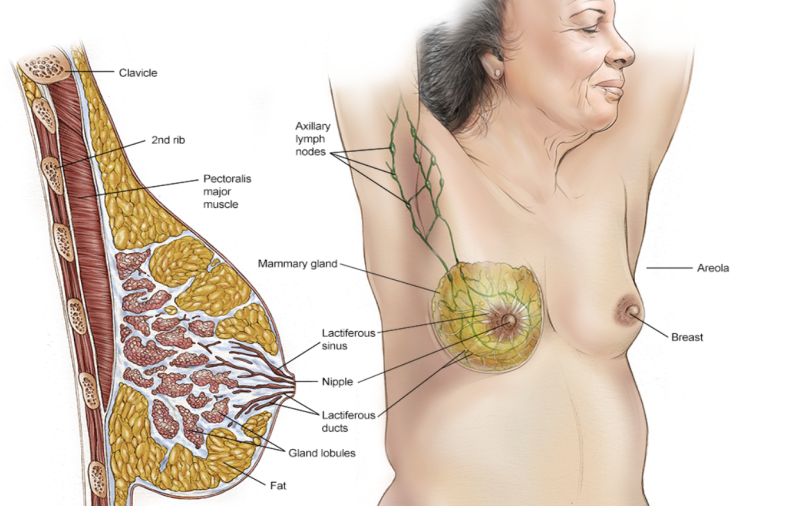 Clavicle
2nd rib
Pectoralis
major
muscle
Axillary
lymph
nodes
Mammary gland
Areola
Lactiferous
sinus
Breast
Nipple
Lactiferous
ducts
Gland lobules
Fat